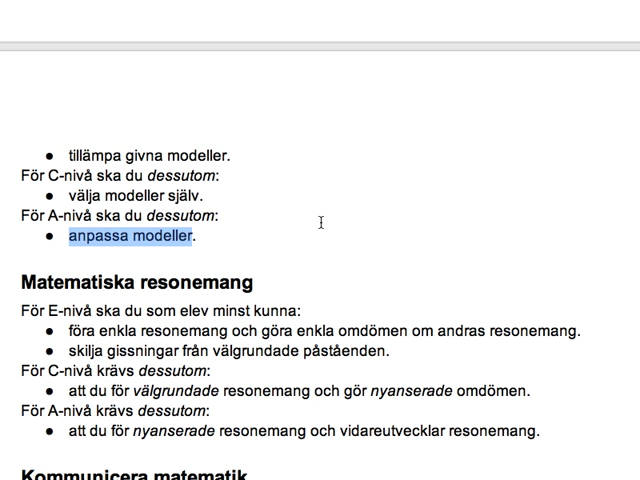 ● tillämpa givna modeller.
För C-nivå ska du dessutom:
● välja modeller själv.
För A-nivå ska du dessutom:
● anpassa modeller.
Matematiska resonemang
För E-nivå ska du som elev minst kunna:
● föra enkla resonemang och göra enkla omdömen om andras resonemang.
● skilja gissningar från välgrundade påståenden.
För C-nivå krävs dessutom:
● att du för välgrundade resonemang och gör nyanserade omdömen.
För A-nivå krävs dessutom:
● att du för nyanserade resonemang och vidareutvecklar resonemang.
Kommunicera matematik